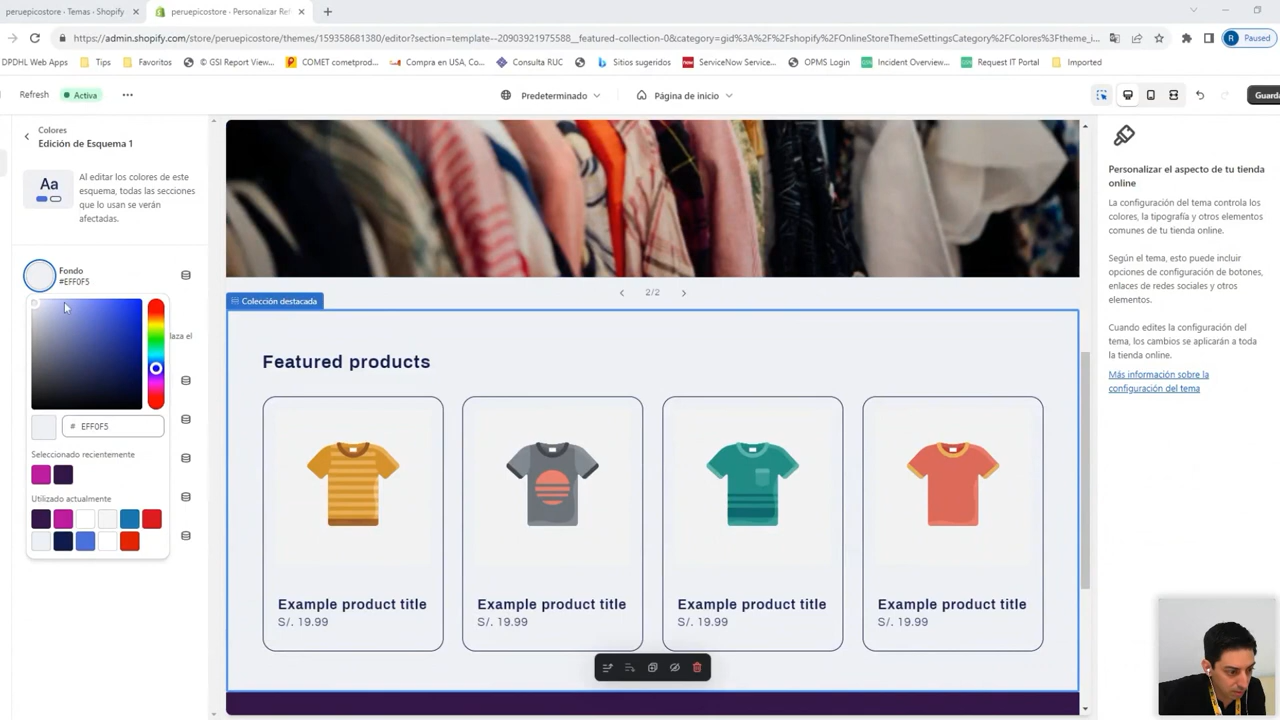 peruepicostore · Temas · Shopify
peruepicostore · Personalizar Ref
https://admin.shopify.com/store/peruepicostore/themes/159358681380/editor?section=template--20903921975588__featured-collection-0&category=gid%3A%2F%2Fshopify%2FOnlineStoreThemeSettingsCategory%2FColores%3Ftheme_i...
R Paused
DPDHL Web Apps
Tips
Favoritos
© GSI Report View...
COMET cometprod...
Compra en USA, Co...
Consulta RUC
Sitios sugeridos
ServiceNow Service...
OPMS Login
Incident Overview...
Request IT Portal
Imported
Refresh
Activa
Predeterminado
Página de inicio
Guarda
Colores
Edición de Esquema 1
Aa
Al editar los colores de este
esquema, todas las secciones
que lo usan se verán
afectadas.
Fondo
#EFF0F5
laza el
# EFF0F5
Seleccionado recientemente
Utilizado actualmente
2/2
Colección destacada
Featured products
Example product title
S/. 19.99
Example product title
S/. 19.99
Example product title
S/. 19.99
Example product title
S/. 19.99
Personalizar el aspecto de tu tienda
online
La configuración del tema controla los
colores, la tipografía y otros elementos
comunes de tu tienda online.
Según el tema, esto puede incluir
opciones de configuración de botones,
enlaces de redes sociales y otros
elementos.
Cuando edites la configuración del
tema, los cambios se aplicarán a toda
la tienda online.
Más información sobre la
configuración del tema